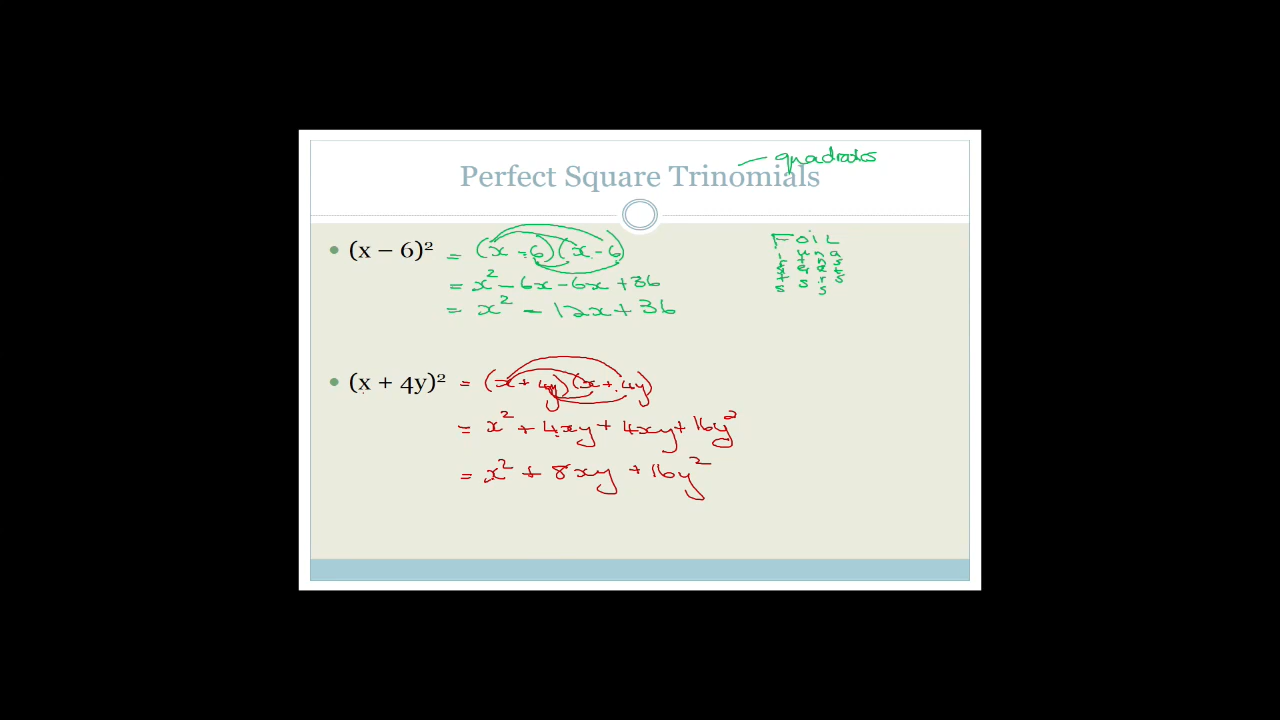 quadratics
Perfect Square Trinomials
• (x – 6)² = (x - 6)(x - 6)
= x² - 6x - 6x + 36
= x² - 12x + 36
FOIL
• (x + 4y)² = (x + 4y)(x + 4y)
= x² + 4xy + 4xy + 16y²
= x² + 8xy + 16y²